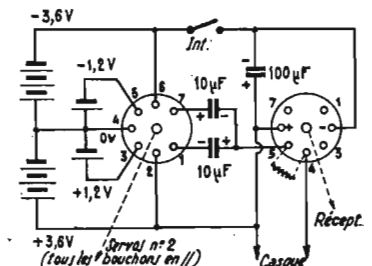 -3,6V
Int.
-1,2V
- 100µF +
10µF
5 6 7
4
0v
3 2 1
+ -
- +
10µF
+1,2V
7 1
+ -
5 4 3
Récept.
+3,6V
Servos n°2
(tous les bouchons en //)
Casque